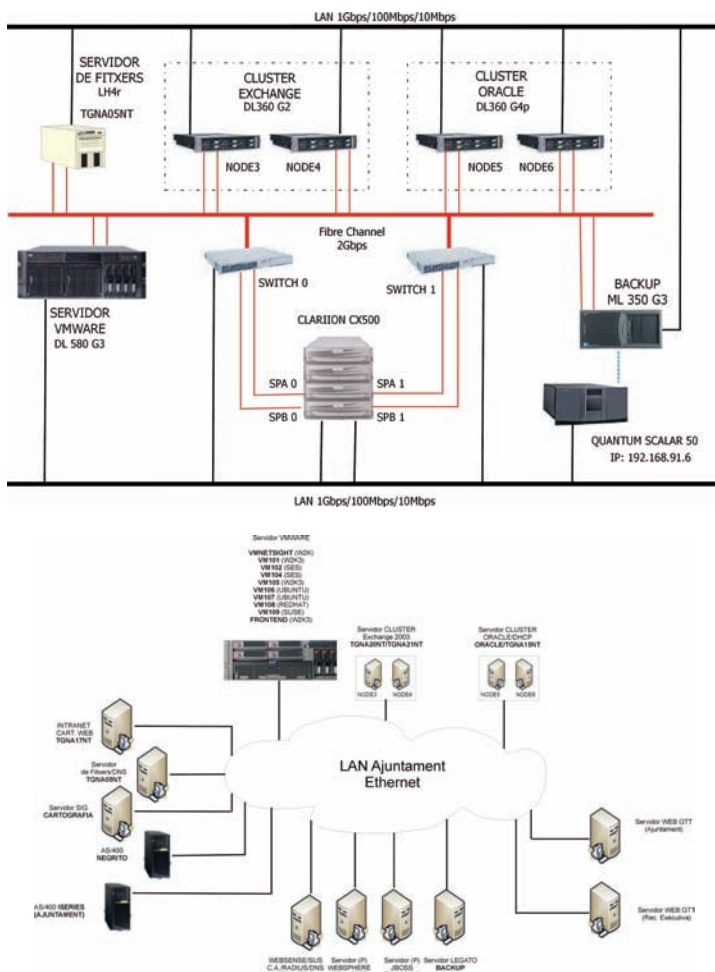 LAN 1Gbps/100Mbps/10Mbps
SERVIDOR
DE FITXERS
LH4r
TGNA05NT
CLUSTER
EXCHANGE
DL360 G2
NODE3
NODE4
CLUSTER
ORACLE
DL360 G4p
NODE5
NODE6
Fibre Channel
2Gbps
SERVIDOR
VMWARE
DL 580 G3
SWITCH 0
SWITCH 1
CLARIION CX500
SPA 0
SPA 1
SPB 0
SPB 1
BACKUP
ML 350 G3
QUANTUM SCALAR 50
IP: 192.168.91.6
LAN 1Gbps/100Mbps/10Mbps
Servidor VMWARE
VMNETSIGHT (W2K)
VM101 (W2K3)
VM102 (SES)
VM104 (SES)
VM105 (W2K3)
VM106 (UBUNTU)
VM107 (UBUNTU)
VM108 (REDHAT)
VM109 (SUSE)
FRONTEND (W2K3)
Servidor CLUSTER
Exchange 2003
TGNA20NT/TGNA21NT
NODE3
NODE4
Servidor CLUSTER
ORACLE/DHCP
ORACLE/TGNA18NT
NODE5
NODE6
INTRANET
CART. WEB
TGNA17NT
Servidor
de Fitxers/DNS
TGNA05NT
Servidor SIG
CARTOGRAFIA
AS/400
NEGRITO
AS/400 ISERIES
(AJUNTAMENT)
LAN Ajuntament
Ethernet
Servidor WEB GTT
(Ajuntament)
Servidor WEB GTT
(Rec. Executiva)
WEBSENSE/SUS
C.A./RADIUS/DNS
Servidor (P)
WEBSPHERE
Servidor (P)
JBOSS
Servidor LEGATO
BACKUP